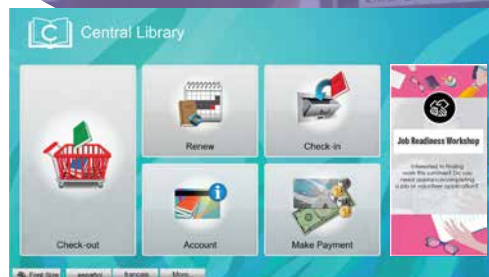 C Central Library
Renew
Check-in
Check-out
Account
Make Payment
Job Readiness Workshop
Interested in finding
work this summer? Do you
need assistance completing
a job or volunteer application?
Font Size español français More...